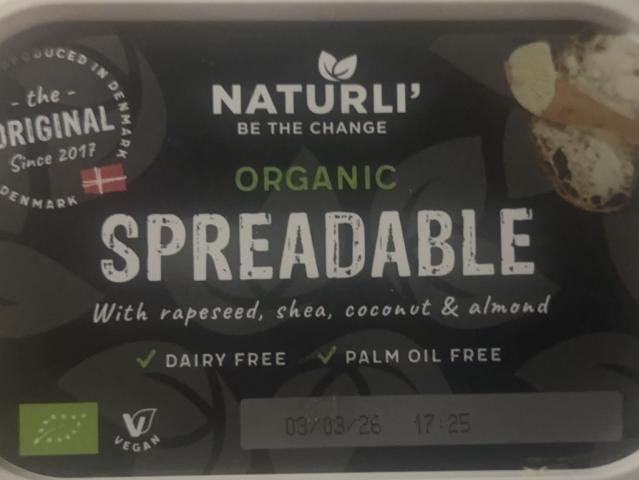 PRODUCED IN DENMARK
- the -
ORIGINAL
Since 2017
DENMARK
NATURLI'
BE THE CHANGE
ORGANIC
SPREADABLE
With rapeseed, shea, coconut & almond
✓ DAIRY FREE ✓ PALM OIL FREE
V
VEGAN
03/03/26 17:25